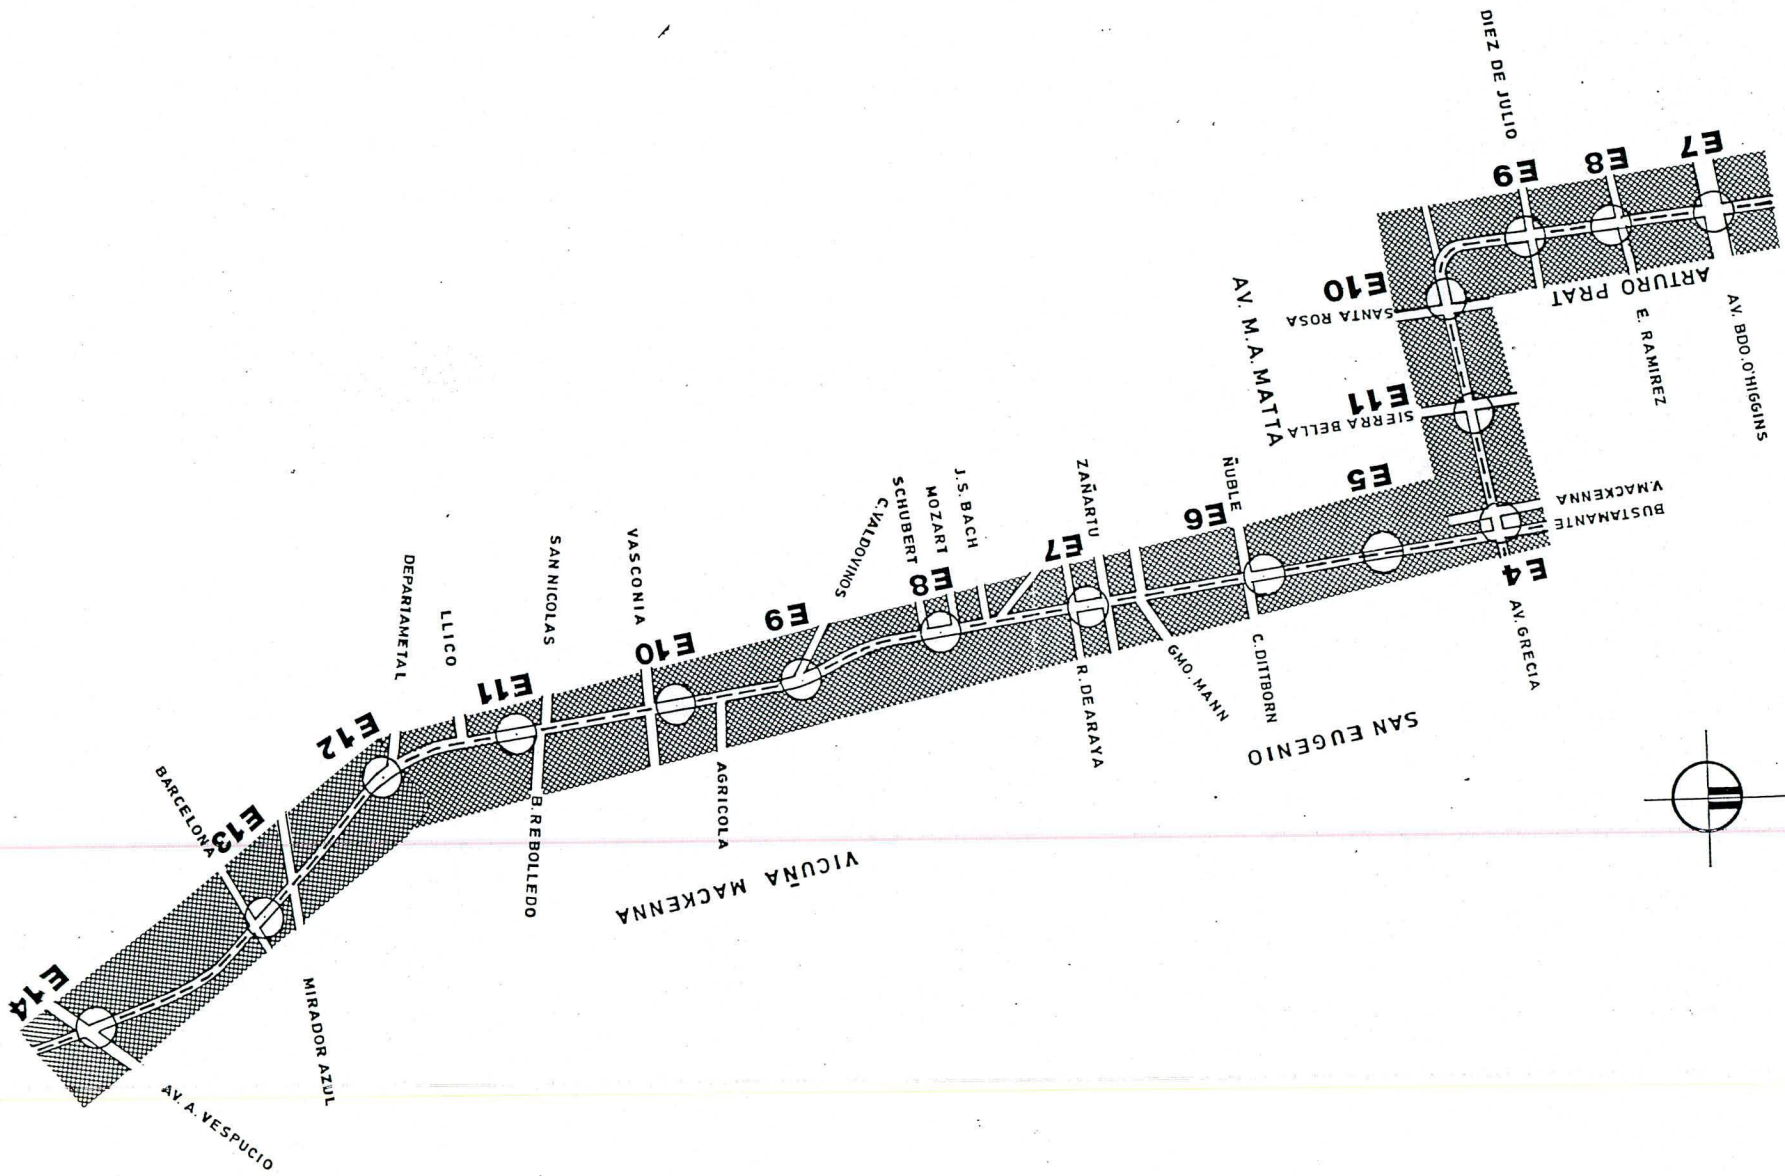 DIEZ DE JULIO
E7
E8
E9
ARTURO PRAT
AV. BDO. O'HIGGINS
E. RAMIREZ
E10
SANTA ROSA
AV. M. A. MATTA
E11
SIERRA BELLA
V. MACKENNA
BUSTAMANTE
E4
AV. GRECIA
E5
ÑUBLE
E6
C. DITBORN
SAN EUGENIO
GMO. MANN
ZAÑARTU
E7
R. DE ARAYA
J. S. BACH
MOZART
SCHUBERT
E8
C. VALDOVINOS
E9
VASCONIA
E10
AGRICOLA
VICUÑA MACKENNA
SAN NICOLAS
E11
B. REBOLLEDO
LLICO
DEPARTAMETAL
E12
BARCELONA
E13
MIRADOR AZUL
E14
AV. A. VESPUCIO